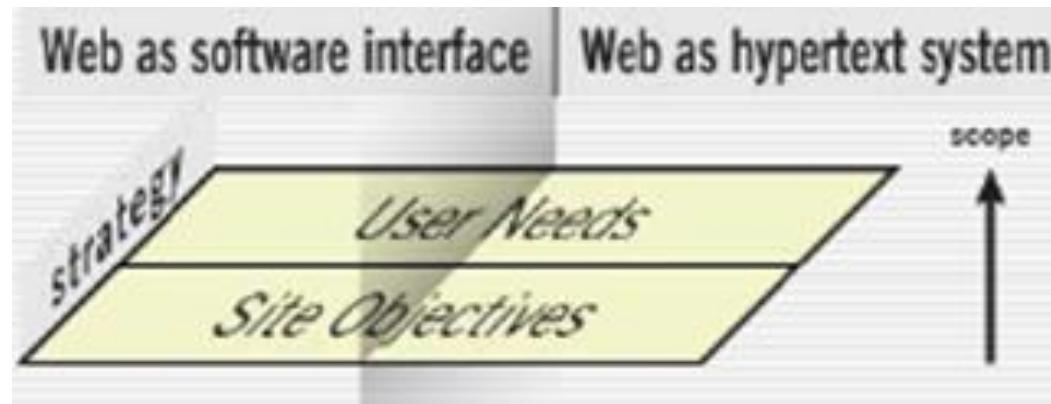 Web as software interface
Web as hypertext system
scope
strategy
User Needs
Site Objectives